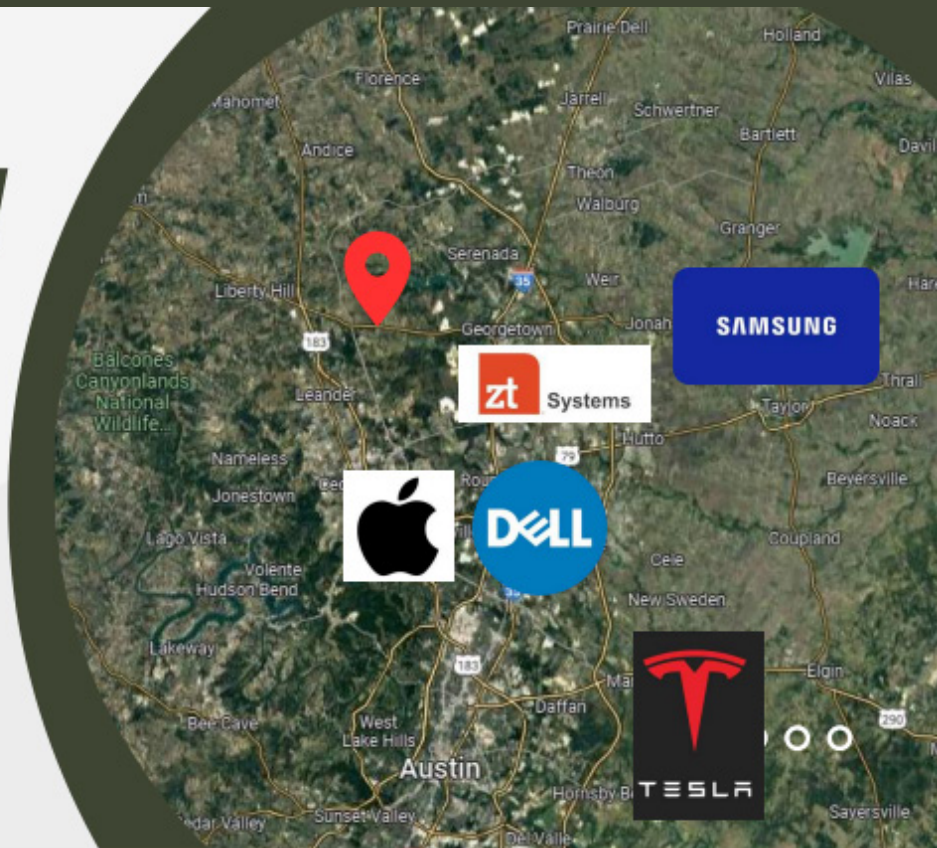 Prairie Dell
Holland
Vilas
Florence
Jarrell
Mahomet
Schwertner
Bartlett
Andice
Theon
Walburg
Granger
Serenada
35
Weir
Liberty Hill
Georgetown
Jonah
SAMSUNG
183
Balcones
Canyonlands
National
Wildlife...
Leander
zt Systems
Thrall
Taylor
Noack
Hutto
79
Nameless
Beyersville
Jonestown
DELL
Lago Vista
Coupland
Cele
Volente
Hudson Bend
New Sweden
Lakeway
183
Elgin
Daffan
Bee Cave
West
Lake Hills
290
Austin
TESLA
Sunset Valley
Sayersville
Del Valle